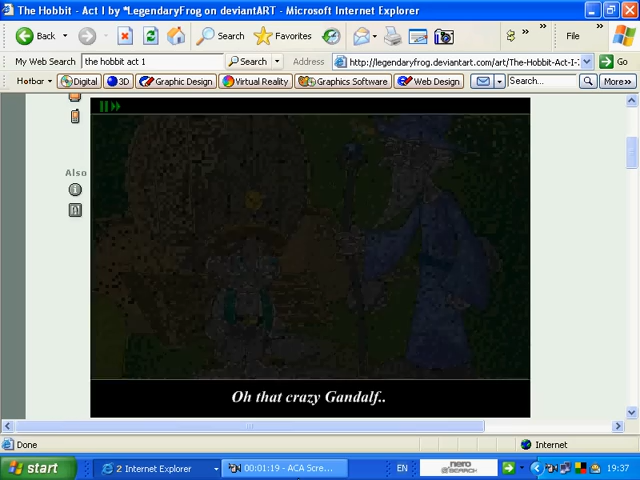 The Hobbit - Act I by *LegendaryFrog on deviantART - Microsoft Internet Explorer
Back
Search
Favorites
File
My Web Search
the hobbit act 1
Search
Address
http://legendaryfrog.deviantart.com/art/The-Hobbit-Act-I-
Go
Hotbar
Digital
3D
Graphic Design
Virtual Reality
Graphics Software
Web Design
Search...
Search
More>>
Also
Oh that crazy Gandalf..
Done
Internet
start
2 Internet Explorer
00:01:19 - ACA Scre...
EN
nero
SEARCH
19:37